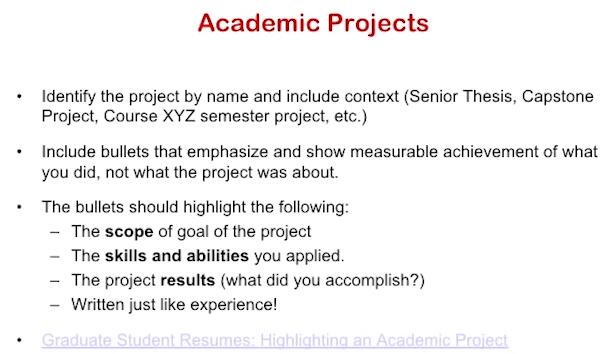 Academic Projects
• Identify the project by name and include context (Senior Thesis, Capstone
Project, Course XYZ semester project, etc.)
• Include bullets that emphasize and show measurable achievement of what
you did, not what the project was about.
• The bullets should highlight the following:
– The scope of goal of the project
– The skills and abilities you applied.
– The project results (what did you accomplish?)
– Written just like experience!
• Graduate Student Resumes: Highlighting an Academic Project